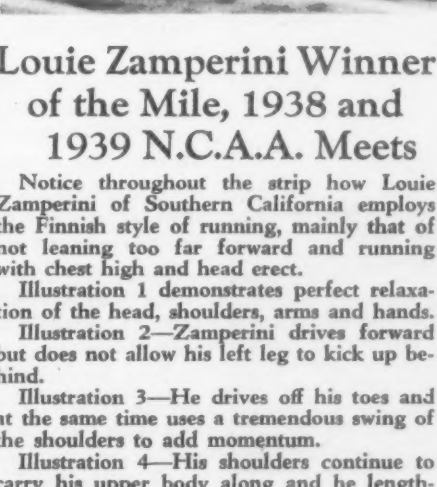 Louie Zamperini Winner
of the Mile, 1938 and
1939 N.C.A.A. Meets
Notice throughout the strip how Louie
Zamperini of Southern California employs
the Finnish style of running, mainly that of
not leaning too far forward and running
with chest high and head erect.
Illustration 1 demonstrates perfect relaxa-
tion of the head, shoulders, arms and hands.
Illustration 2—Zamperini drives forward
but does not allow his left leg to kick up be-
hind.
Illustration 3—He drives off his toes and
at the same time uses a tremendous swing of
the shoulders to add momentum.
Illustration 4—His shoulders continue to
carry his upper body along and he length-